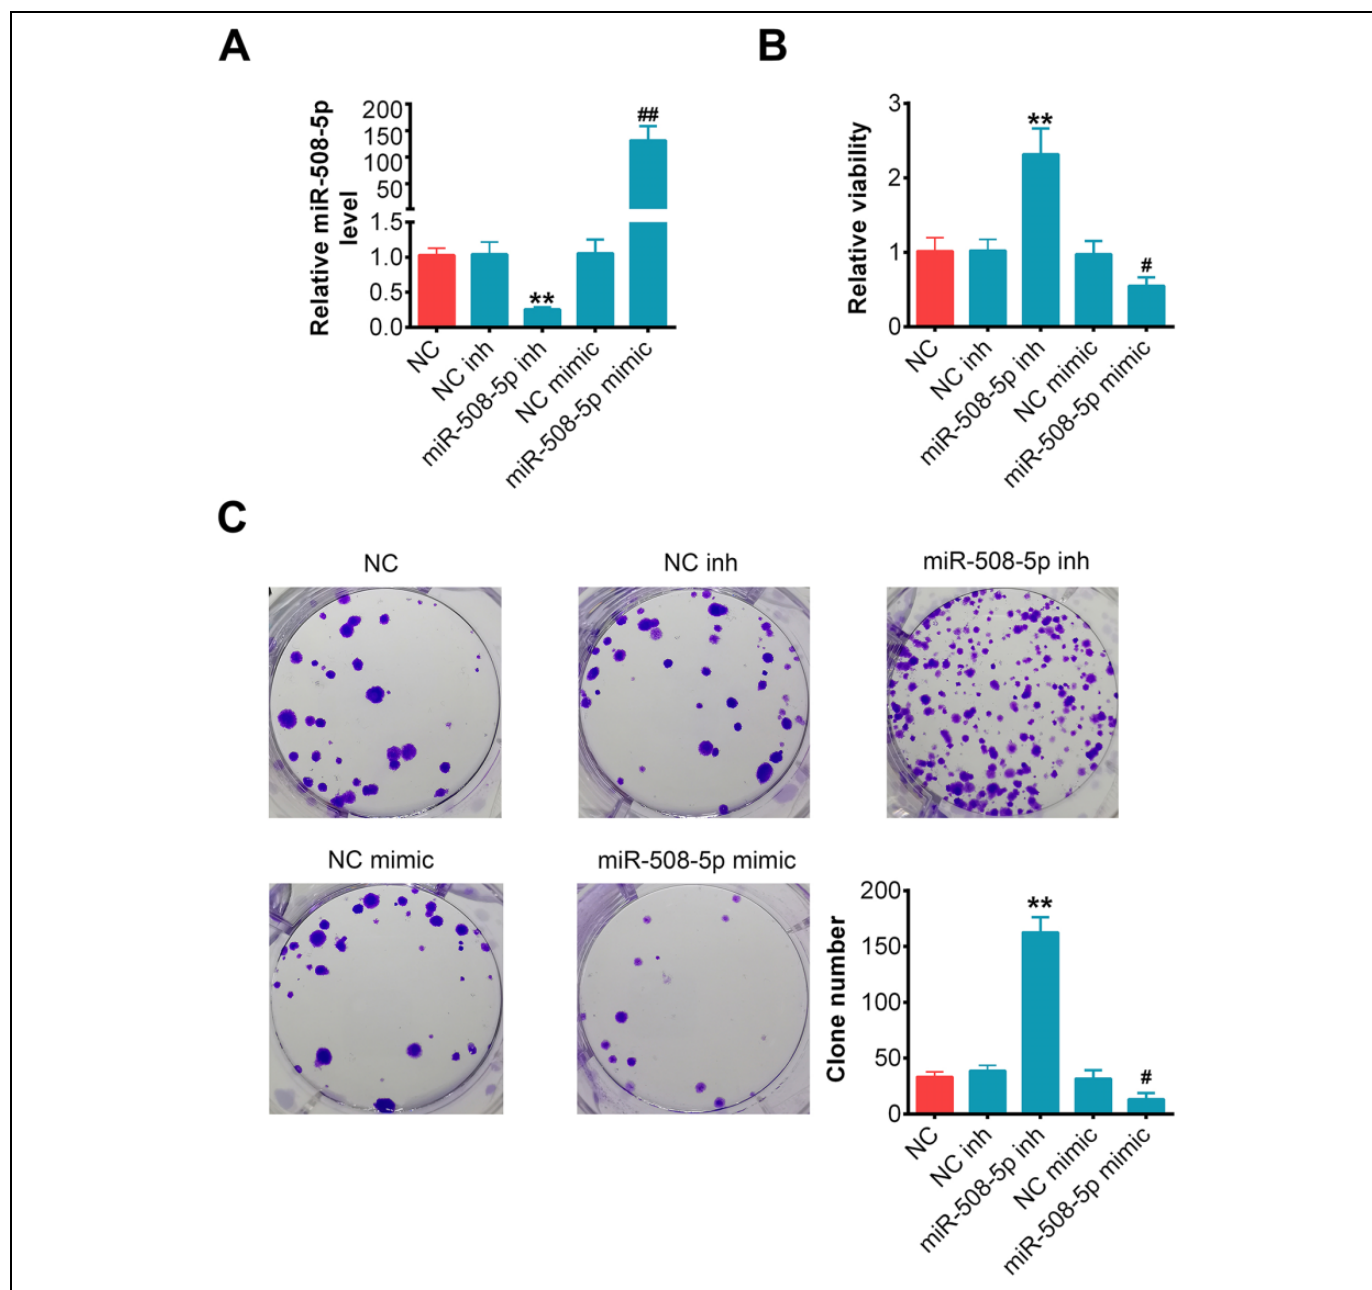 A
Relative miR-508-5p
level
200
150
100
50
1.5
1.0
0.5
0.0
**
##
NC
NC inh
miR-508-5p inh
NC mimic
miR-508-5p mimic
B
Relative viability
3
2
1
0
**
#
NC
NC inh
miR-508-5p inh
NC mimic
miR-508-5p mimic
C
NC
NC inh
miR-508-5p inh
NC mimic
miR-508-5p mimic
Clone number
200
150
100
50
0
**
#
NC
NC inh
miR-508-5p inh
NC mimic
miR-508-5p mimic